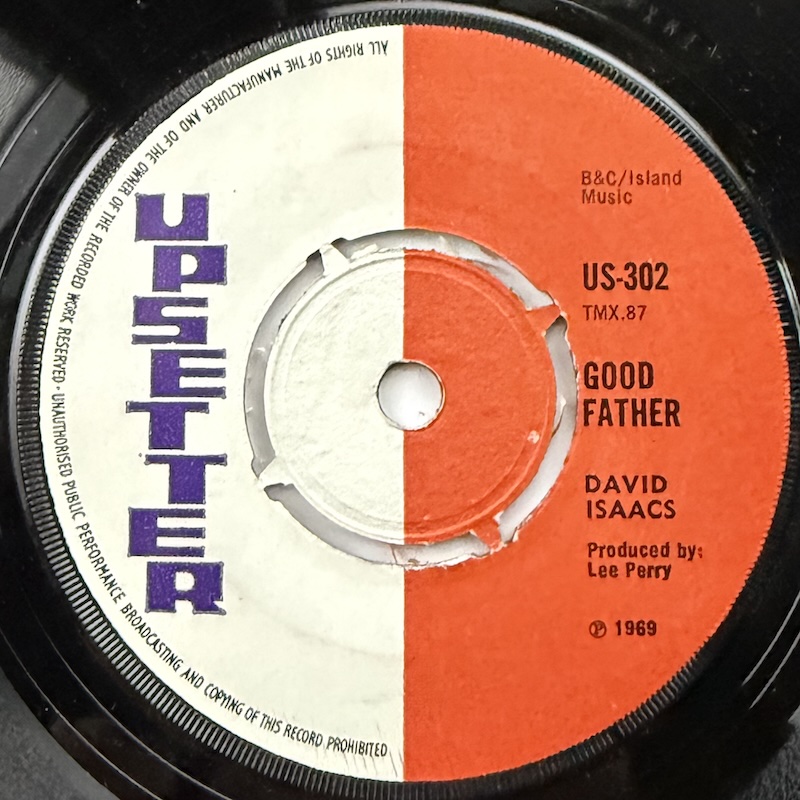 ALL RIGHTS OF THE MANUFACTURER AND OF THE OWNER OF THE RECORDED WORK RESERVED · UNAUTHORISED PUBLIC PERFORMANCE BROADCASTING AND COPYING OF THIS RECORD PROHIBITED
UPSETTER
B&C/Island
Music
US-302
TMX.87
GOOD
FATHER
DAVID
ISAACS
Produced by:
Lee Perry
℗ 1969